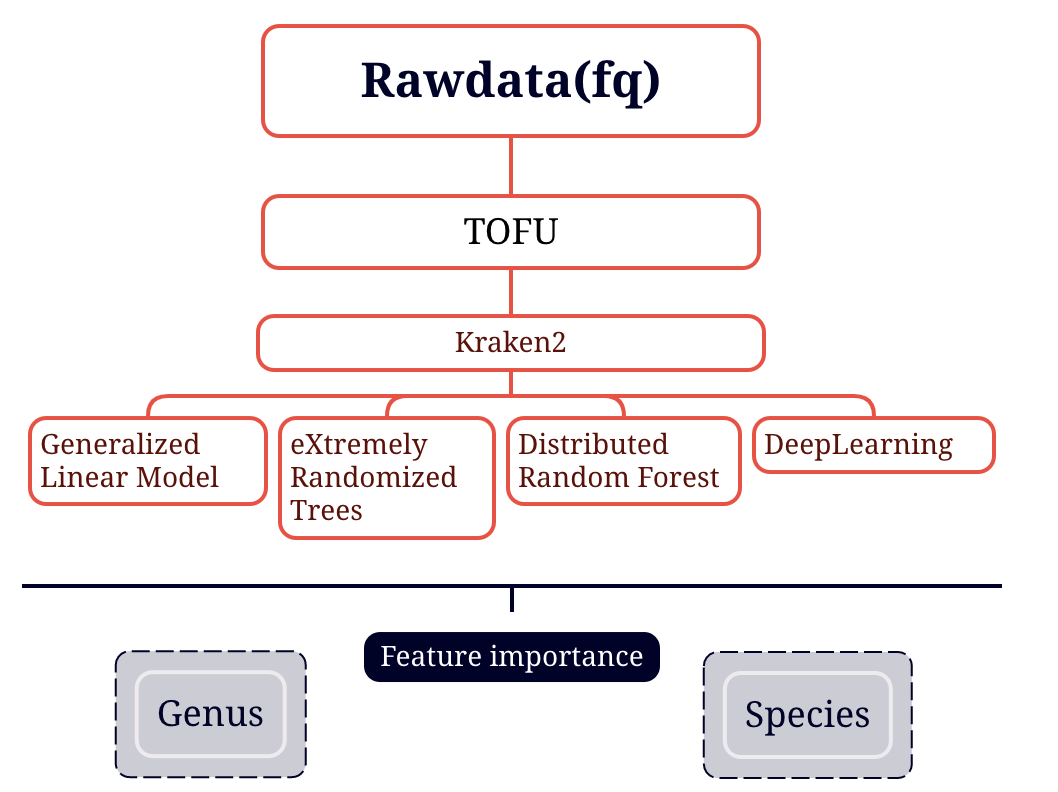 Rawdata(fq)
TOFU
Kraken2
Generalized
Linear Model
eXtremely
Randomized
Trees
Distributed
Random Forest
DeepLearning
Feature importance
Genus
Species